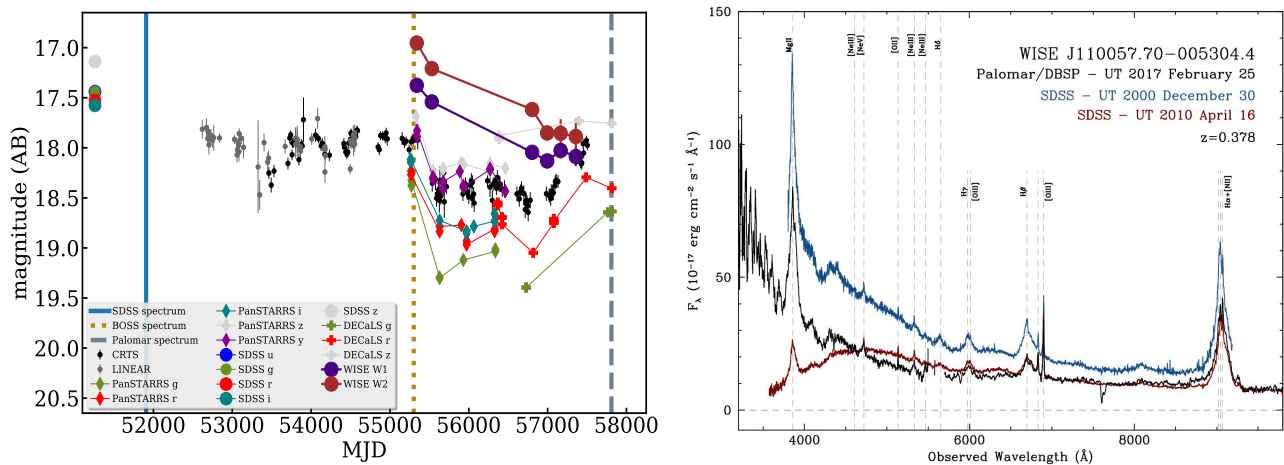 17.0
17.5
18.0
18.5
19.0
19.5
20.0
20.5
magnitude (AB)
SDSS spectrum
BOSS spectrum
Palomar spectrum
CRTS
LINEAR
PanSTARRS g
PanSTARRS r
PanSTARRS i
PanSTARRS z
PanSTARRS y
SDSS u
SDSS g
SDSS r
SDSS i
SDSS z
DECaLS g
DECaLS r
DECaLS z
WISE W1
WISE W2
52000 53000 54000 55000 56000 57000 58000
MJD
150
100
50
0
F_λ (10⁻¹⁷ erg cm⁻² s⁻¹ Å⁻¹)
MgII
[NeIII]
[NeV]
[OII]
[NeIII]
[NeIII]
Hδ
WISE J110057.70−005304.4
Palomar/DBSP − UT 2017 February 25
SDSS − UT 2000 December 30
SDSS − UT 2010 April 16
z=0.378
Hγ
[OIII]
Hβ
[OIII]
Hα+[NII]
4000 6000 8000
Observed Wavelength (Å)